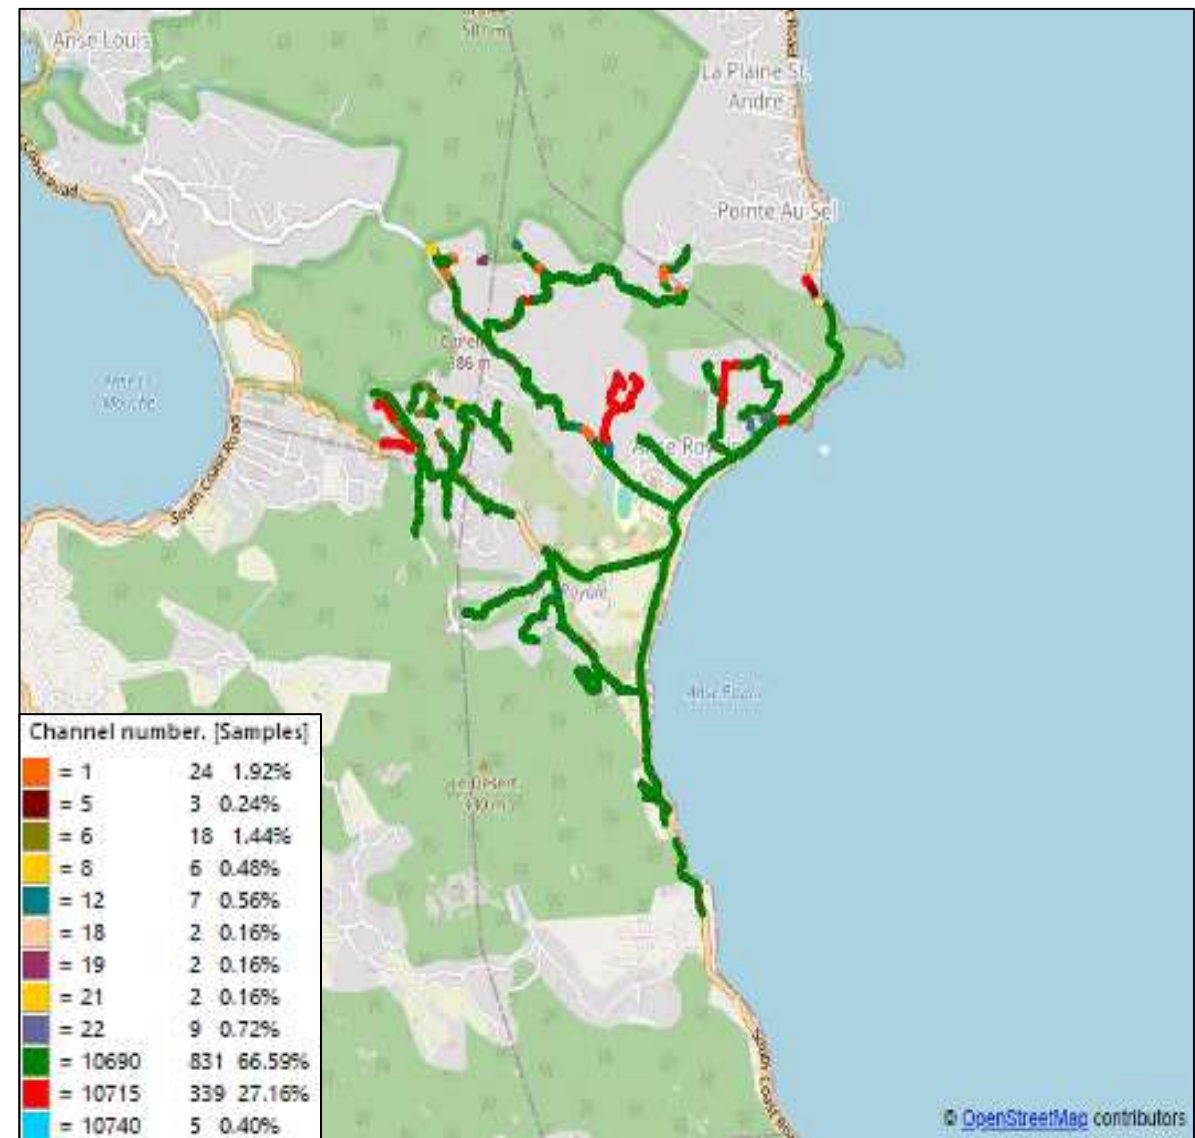 Anse Louis
La Plaine St.
Andre
Pointe Au Sel
386 m
South Coast Road
Anse Royale
Le Desert
Channel number. [Samples]
= 1 24 1.92%
= 5 3 0.24%
= 6 18 1.44%
= 8 6 0.48%
= 12 7 0.56%
= 18 2 0.16%
= 19 2 0.16%
= 21 2 0.16%
= 22 9 0.72%
= 10690 831 66.59%
= 10715 339 27.16%
= 10740 5 0.40%
© OpenStreetMap contributors